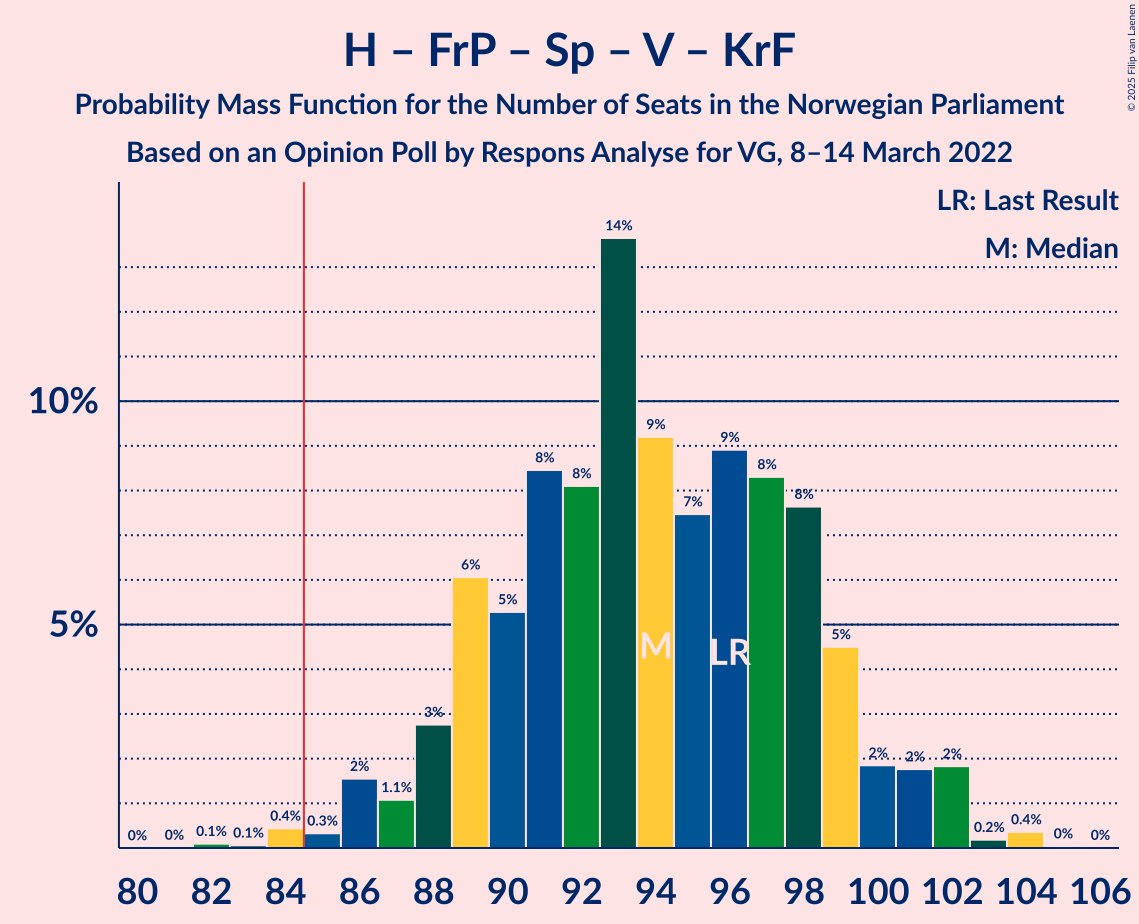 H – FrP – Sp – V – KrF
Probability Mass Function for the Number of Seats in the Norwegian Parliament
Based on an Opinion Poll by Respons Analyse for VG, 8–14 March 2022
© 2025 Filip van Laenen
LR: Last Result
M: Median
10%
5%
0% 0% 0.1% 0.1% 0.4% 0.3% 2% 1.1% 3% 6% 5% 8% 8% 14% 9% 7% 9% 8% 8% 5% 2% 2% 2% 0.2% 0.4% 0% 0%
M LR
80 82 84 86 88 90 92 94 96 98 100 102 104 106